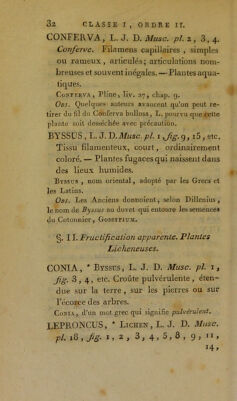 32 CLASSE I, ORDRE II.
CONFERVA, L. J. D. Musc. pl. 2, 3, 4.
Conferve. Filamens capillaires, simples
ou rameux, articulés; articulations nom-
breuses et souvent inégales. — Plantes aqua-
tiques.
CONFERVA, Pline, liv. 27, chap. 9.
Obs. Quelques auteurs avancent qu'on peut re-
tirer du fil du Conferva bullosa, L. pourvu que cette
plante soit desséchée avec précaution.
BYSSUS, L. J. D. Musc. pl. 1, fig. 9, 15, etc.
Tissu filamenteux, court, ordinairement
coloré. — Plantes fugaces qui naissent dans
des lieux humides.
BYSSUS, nom oriental, adopté par les Grecs et
les Latins.
Obs. Les Anciens donnoient, selon Dillenius,
le nom de Byssus au duvet qui entoure les semences
du Cotonnier, GOSSYPIUM.
§. II. Fructification apparente. Plantes
Licheneuses.
CONIA, * BYSSUS, L. J. D. Musc. pl. 1,
fig. 3, 4, etc. Croûte pulvérulente, éten-
due sur la terre, sur les pierres ou sur
l'écorce des arbres.
CONIA, d'un mot grec qui signifie pulvérulent.
LEPRONCUS, * LICHEN, L. J. D. Musc.
pl. 18, fig. 1, 2, 3, 4, 5, 8, 9, 11,
14,